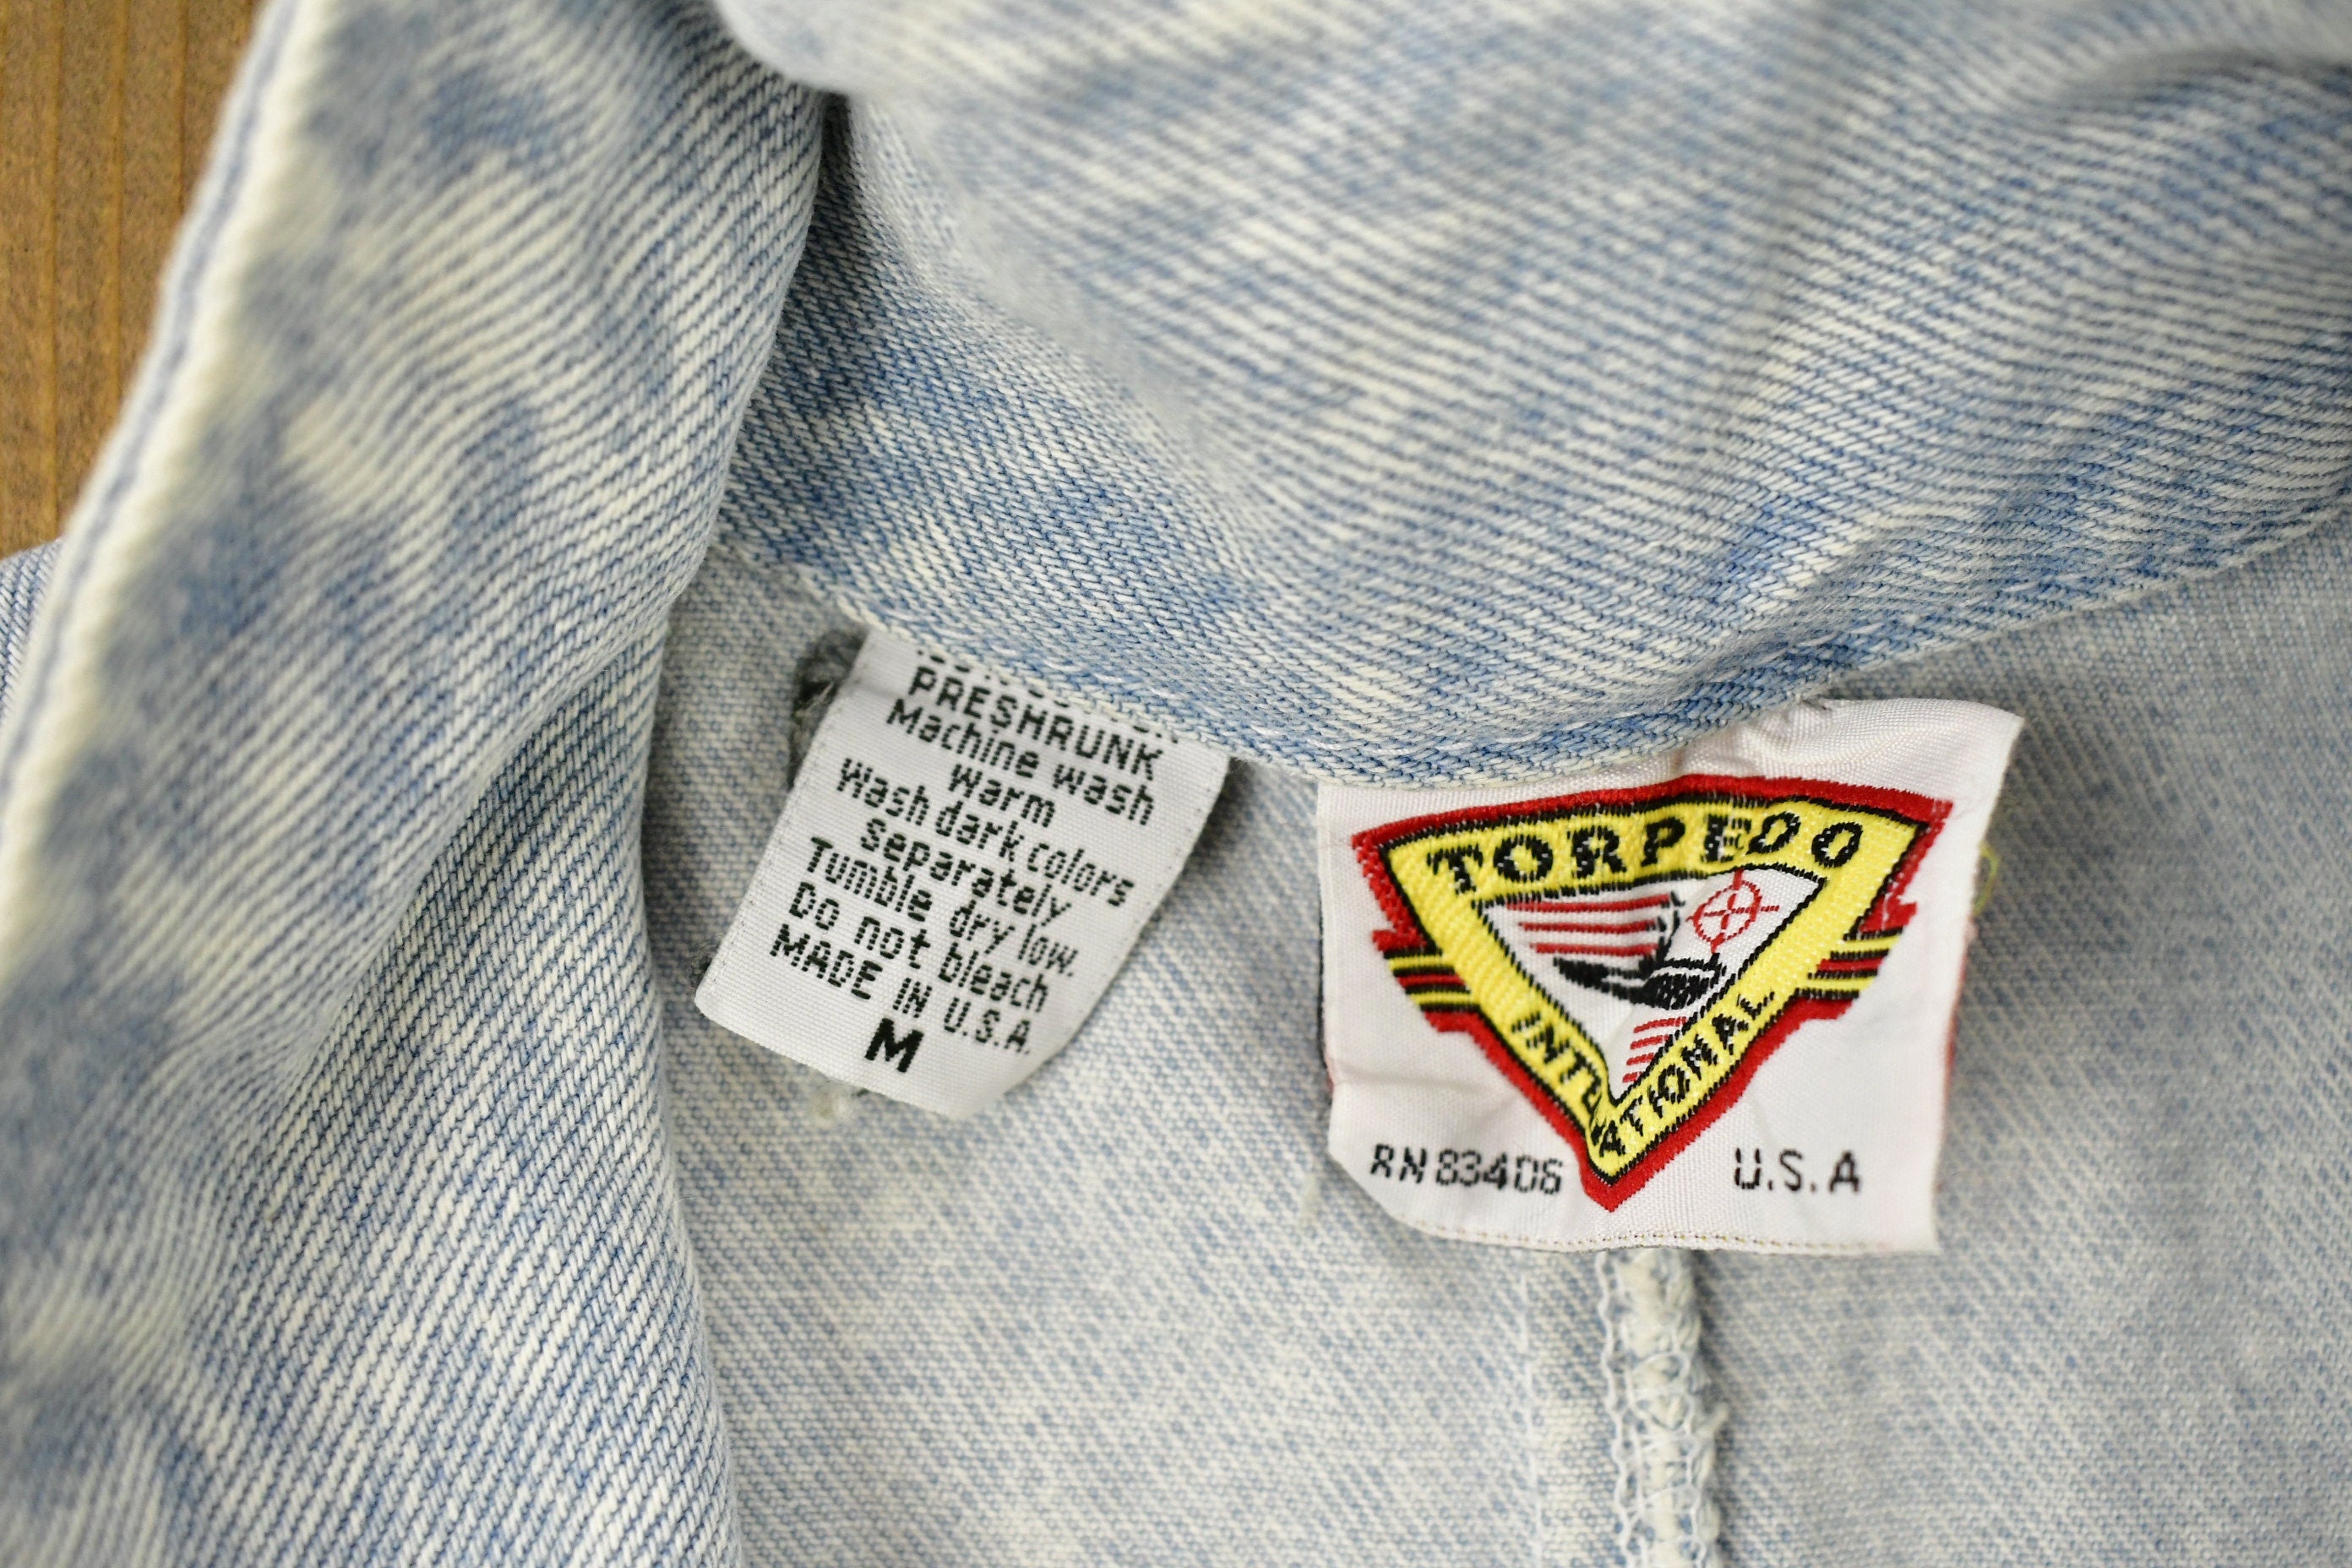 PRESHRUNK
Machine wash
Warm
Wash dark colors
separately
Tumble dry low.
Do not bleach
MADE IN U.S.A.
M
TORPEDO
INTERNATIONAL
RN 83406
U.S.A